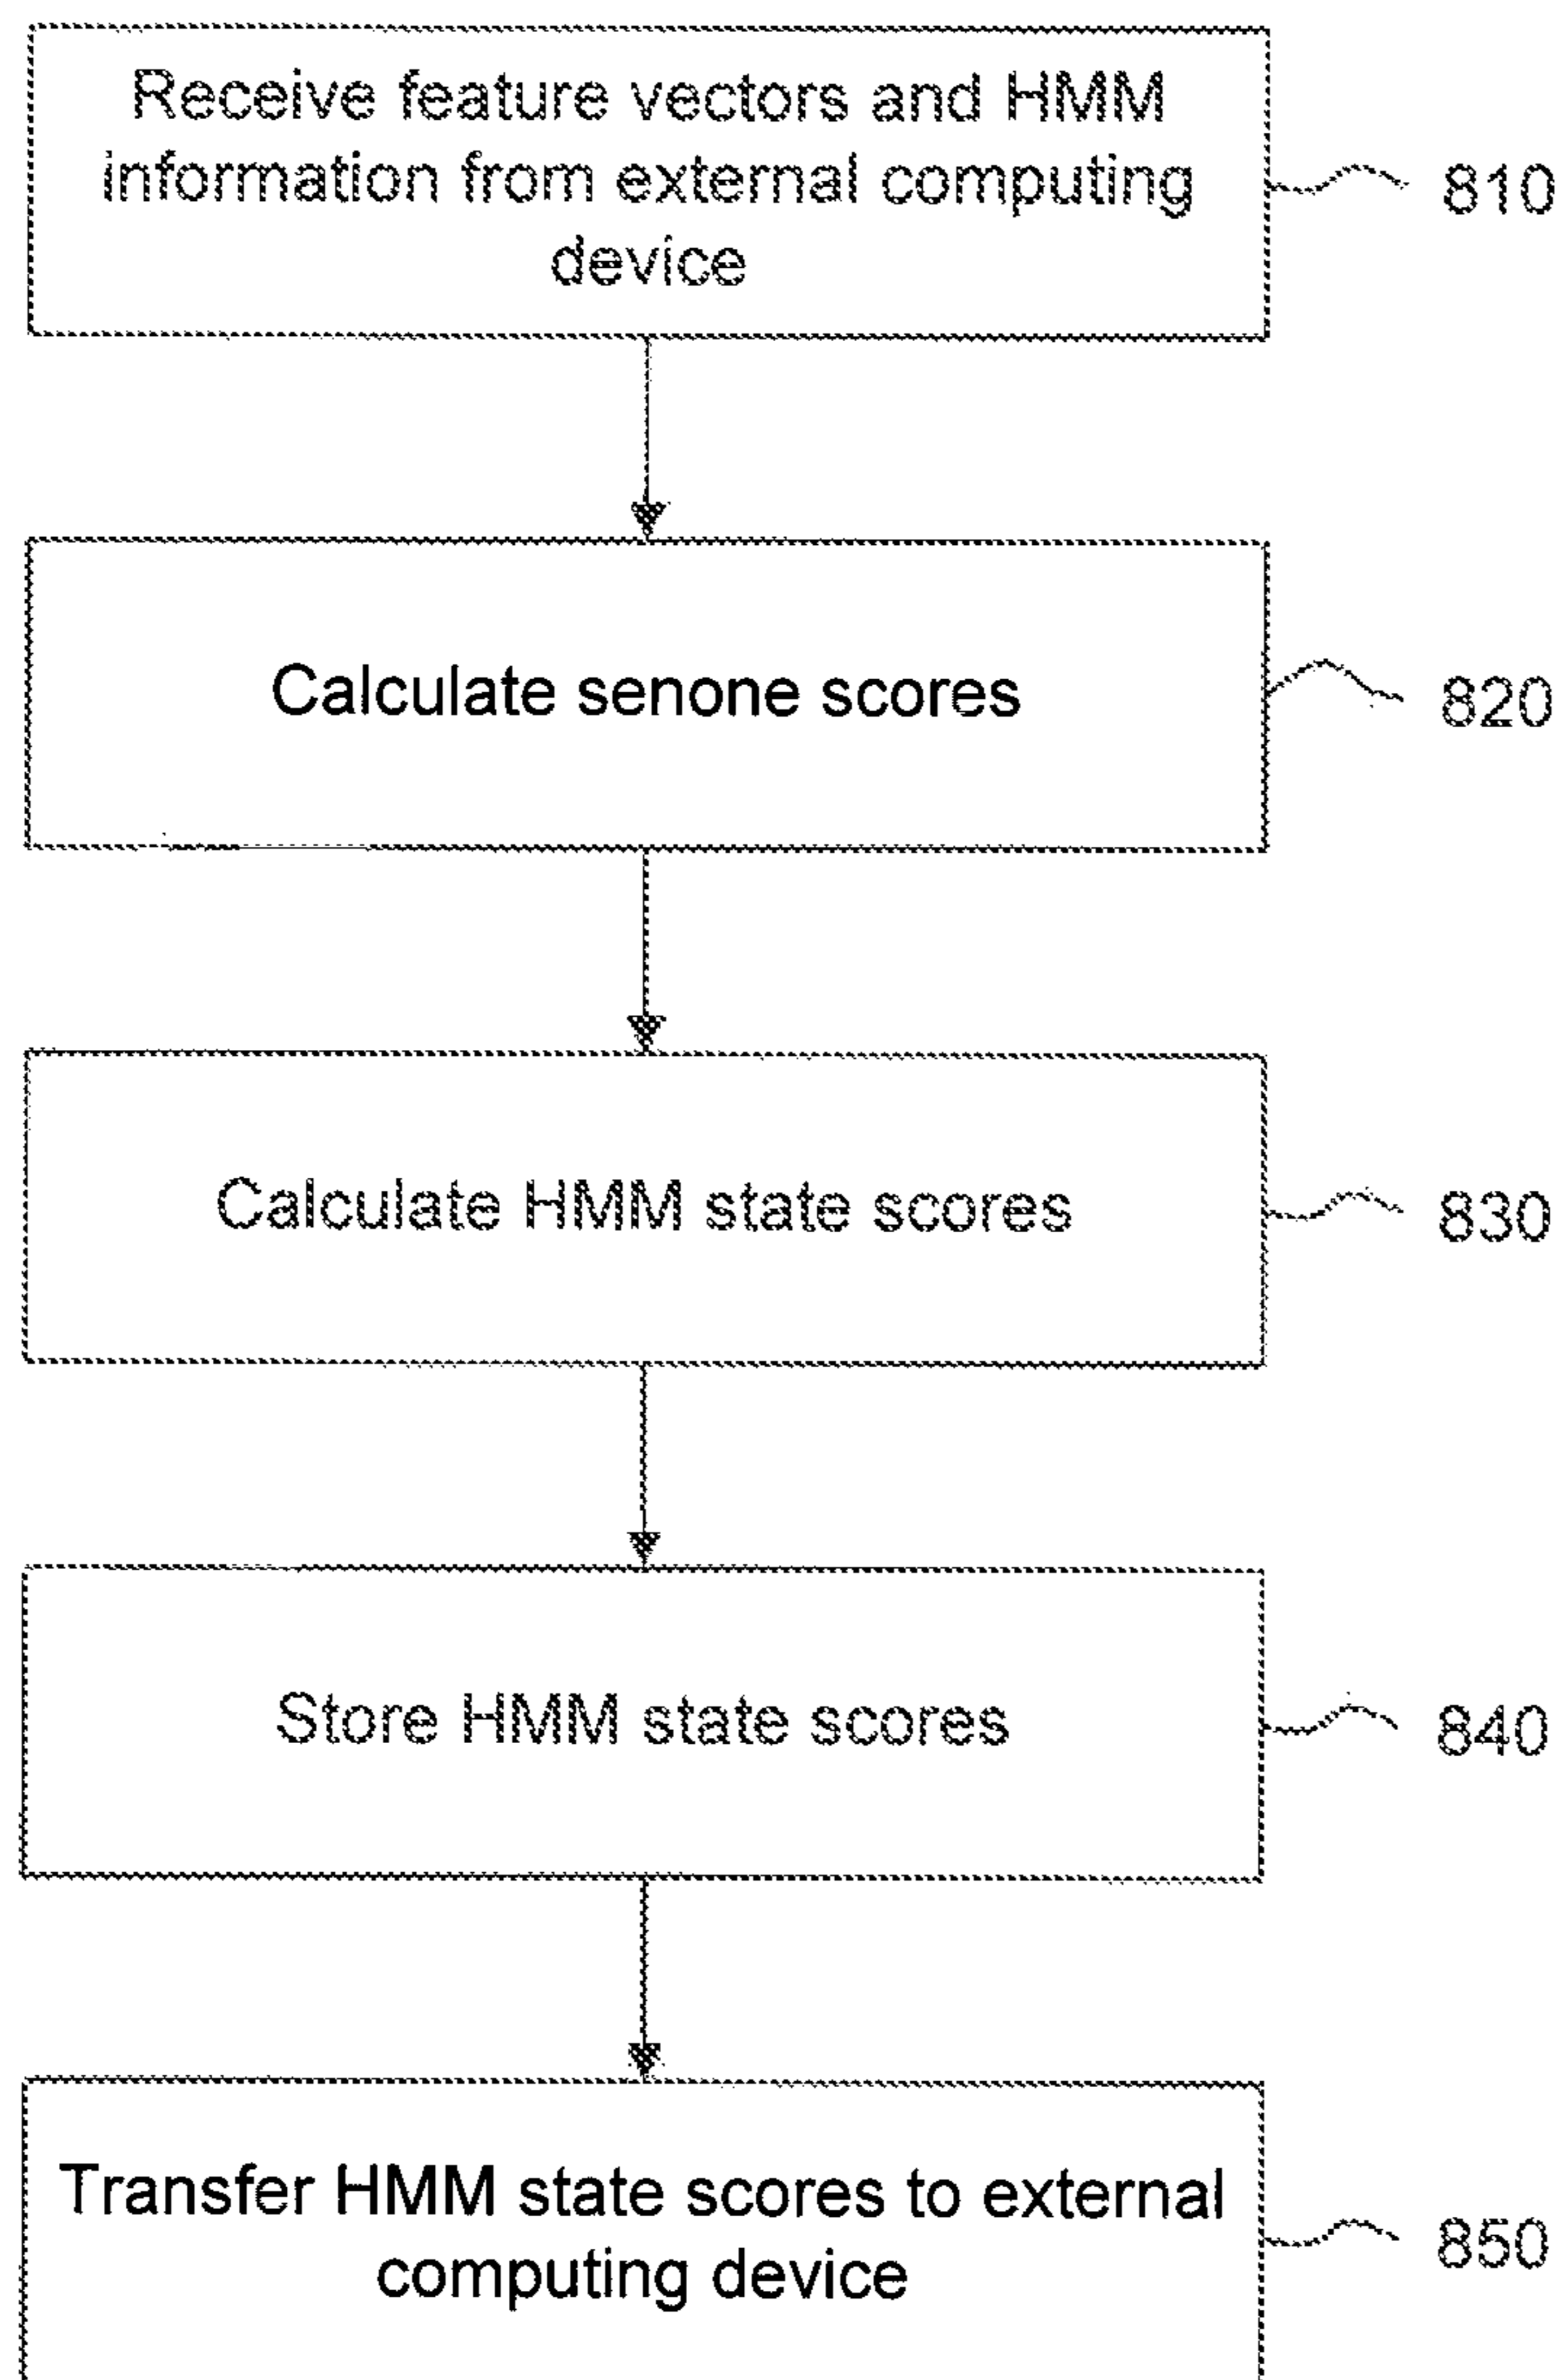 Receive feature vectors and HMM
information from external computing
device
810
Calculate senone scores
820
Calculate HMM state scores
830
Store HMM state scores
840
Transfer HMM state scores to external
computing device
850